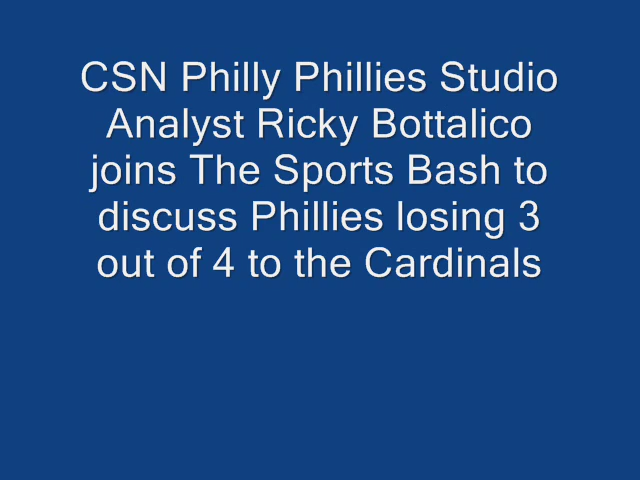 CSN Philly Phillies Studio
Analyst Ricky Bottalico
joins The Sports Bash to
discuss Phillies losing 3
out of 4 to the Cardinals